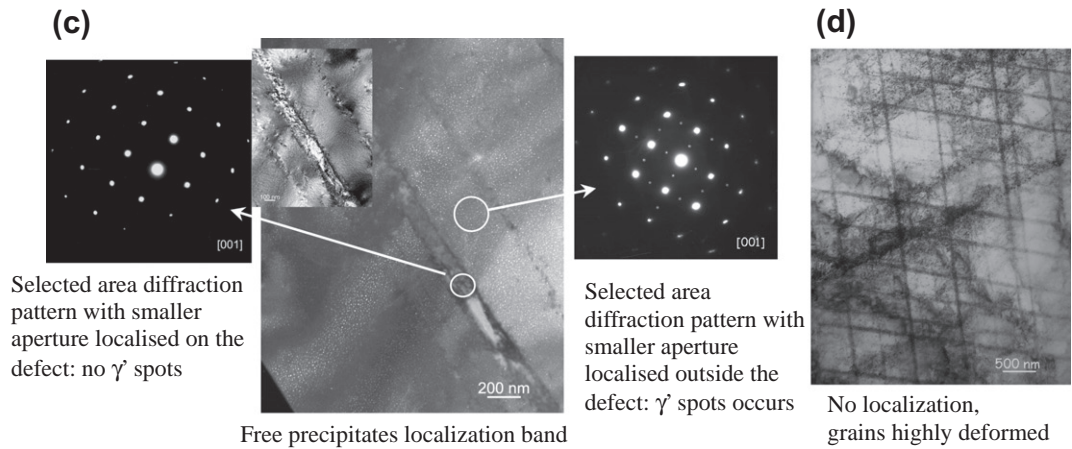 (c)
(d)
[001]
100 nm
200 nm
[001]
500 nm
Selected area diffraction
pattern with smaller
aperture localised on the
defect: no γ' spots
Selected area
diffraction pattern with
smaller aperture
localised outside the
defect: γ' spots occurs
Free precipitates localization band
No localization,
grains highly deformed